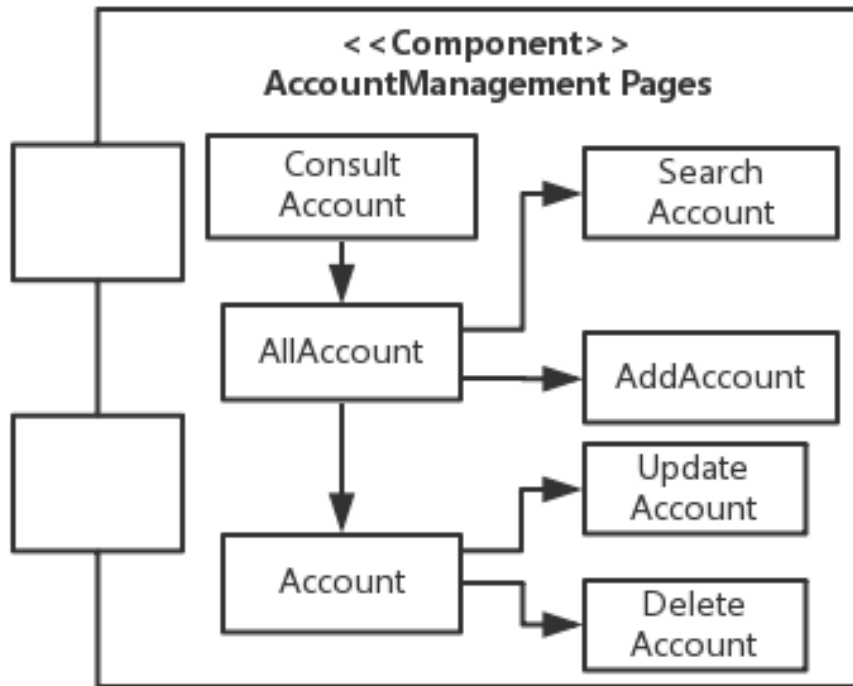 <<Component>>
AccountManagement Pages
Consult
Account
Search
Account
AllAccount
AddAccount
Update
Account
Account
Delete
Account